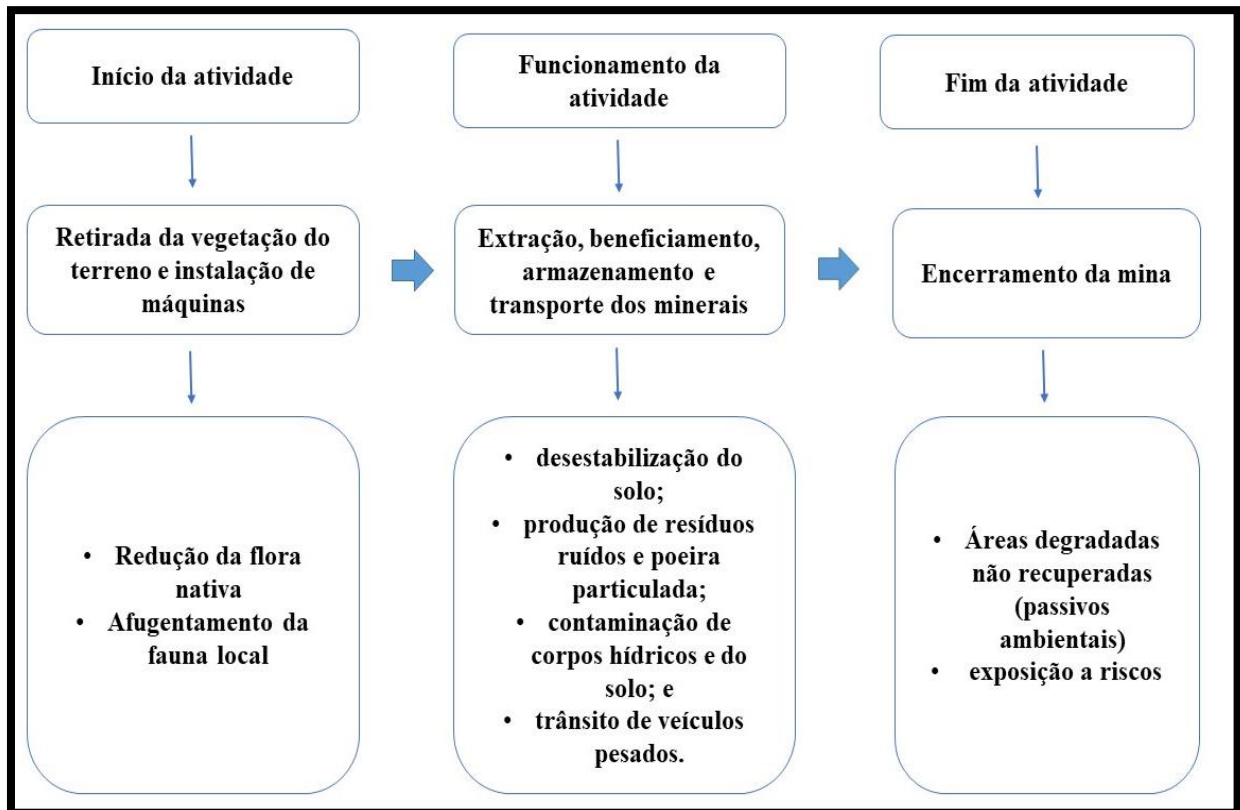 Início da atividade
Funcionamento da
atividade
Fim da atividade
Retirada da vegetação do
terreno e instalação de
máquinas
Extração, beneficiamento,
armazenamento e
transporte dos minerais
Encerramento da mina
• Redução da flora
nativa
• Afugentamento da
fauna local
• desestabilização do
solo;
• produção de resíduos
ruídos e poeira
particulada;
• contaminação de
corpos hídricos e do
solo; e
• trânsito de veículos
pesados.
• Áreas degradadas
não recuperadas
(passivos
ambientais)
• exposição a riscos